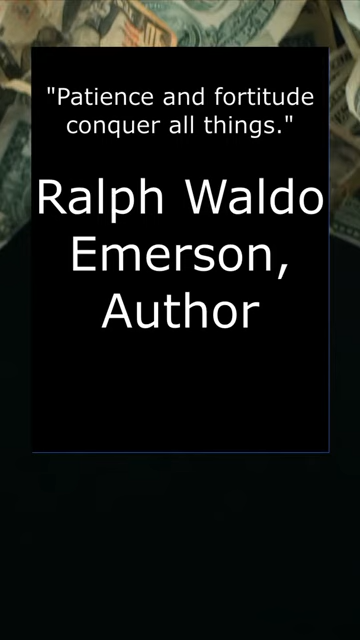 "Patience and fortitude
conquer all things."
Ralph Waldo
Emerson,
Author